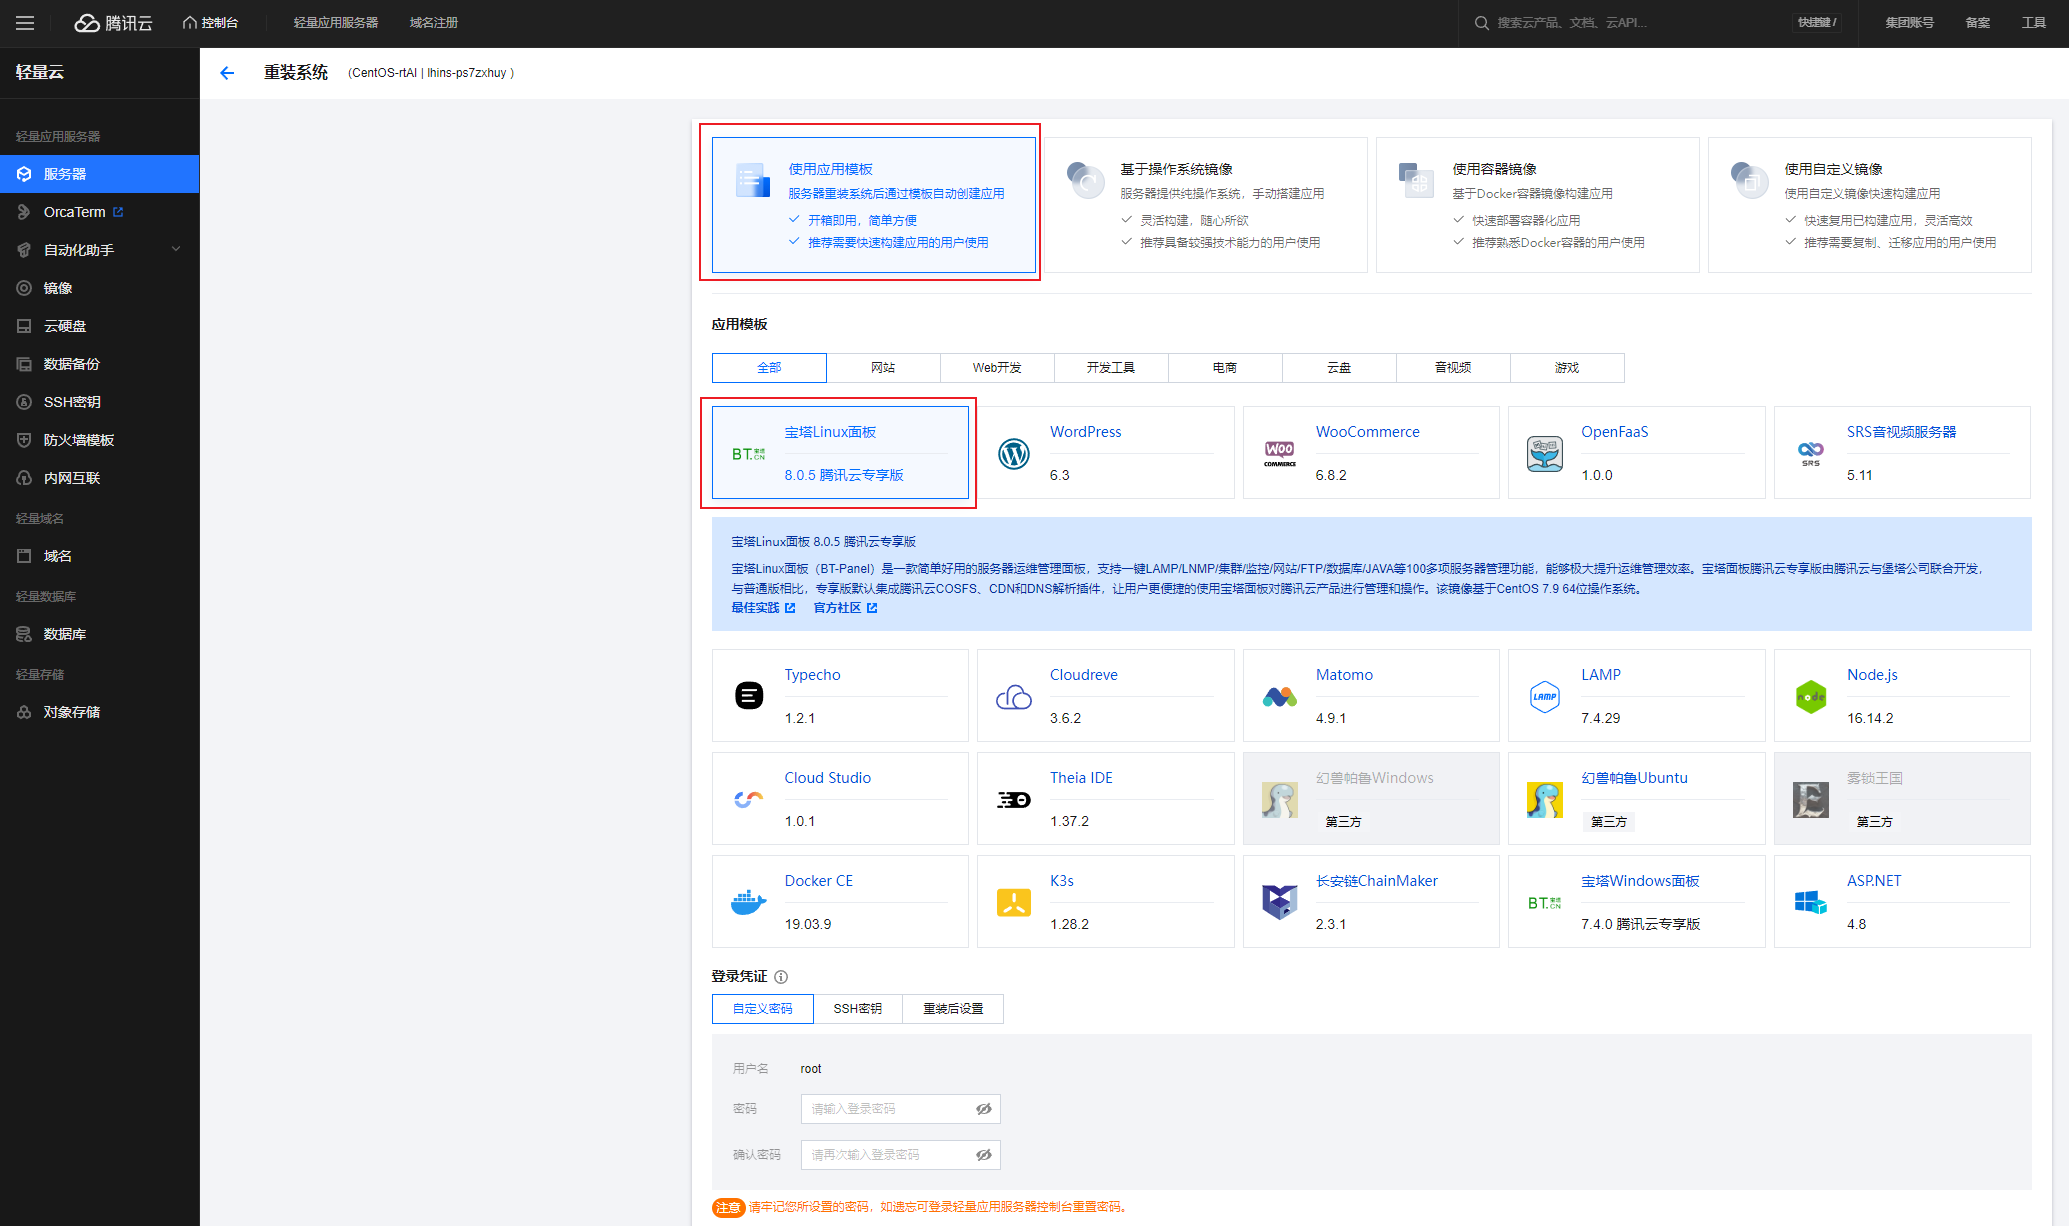 腾讯云 控制台 轻量应用服务器 域名注册 搜索云产品、文档、云API... 快捷键 / 集团账号 备案 工具
轻量云
轻量应用服务器
服务器
OrcaTerm
自动化助手
镜像
云硬盘
数据备份
SSH密钥
防火墙模板
内网互联
轻量域名
域名
轻量数据库
数据库
轻量存储
对象存储
重装系统 (CentOS-rtAI | lhins-ps7zxhuy )
使用应用模板
服务器重装系统后通过模板自动创建应用
开箱即用，简单方便
推荐需要快速构建应用的用户使用
基于操作系统镜像
服务器提供纯操作系统，手动搭建应用
灵活构建，随心所欲
推荐具备较强技术能力的用户使用
使用容器镜像
基于Docker容器镜像构建应用
快速部署容器化应用
推荐熟悉Docker容器的用户使用
使用自定义镜像
使用自定义镜像快速构建应用
快速复用已构建应用，灵活高效
推荐需要复制、迁移应用的用户使用
应用模板
全部 网站 Web开发 开发工具 电商 云盘 音视频 游戏
BT.宝塔.CN
宝塔Linux面板
8.0.5 腾讯云专享版
WordPress
6.3
WOO COMMERCE
WooCommerce
6.8.2
OpenFaaS
1.0.0
SRS
SRS音视频服务器
5.11
宝塔Linux面板 8.0.5 腾讯云专享版
宝塔Linux面板（BT-Panel）是一款简单好用的服务器运维管理面板，支持一键LAMP/LNMP/集群/监控/网站/FTP/数据库/JAVA等100多项服务器管理功能，能够极大提升运维管理效率。宝塔面板腾讯云专享版由腾讯云与堡塔公司联合开发，
与普通版相比，专享版默认集成腾讯云COSFS、CDN和DNS解析插件，让用户更便捷的使用宝塔面板对腾讯云产品进行管理和操作。该镜像基于CentOS 7.9 64位操作系统。
最佳实践 官方社区
Typecho
1.2.1
Cloudreve
3.6.2
Matomo
4.9.1
LAMP
LAMP
7.4.29
node
Node.js
16.14.2
Cloud Studio
1.0.1
Theia IDE
1.37.2
幻兽帕鲁Windows
第三方
幻兽帕鲁Ubuntu
第三方
E
雾锁王国
第三方
Docker CE
19.03.9
K3s
1.28.2
长安链ChainMaker
2.3.1
BT.宝塔.CN
宝塔Windows面板
7.4.0 腾讯云专享版
ASP.NET
4.8
登录凭证
自定义密码 SSH密钥 重装后设置
用户名 root
密码 请输入登录密码
确认密码 请再次输入登录密码
注意 请牢记您所设置的密码，如遗忘可登录轻量应用服务器控制台重置密码。